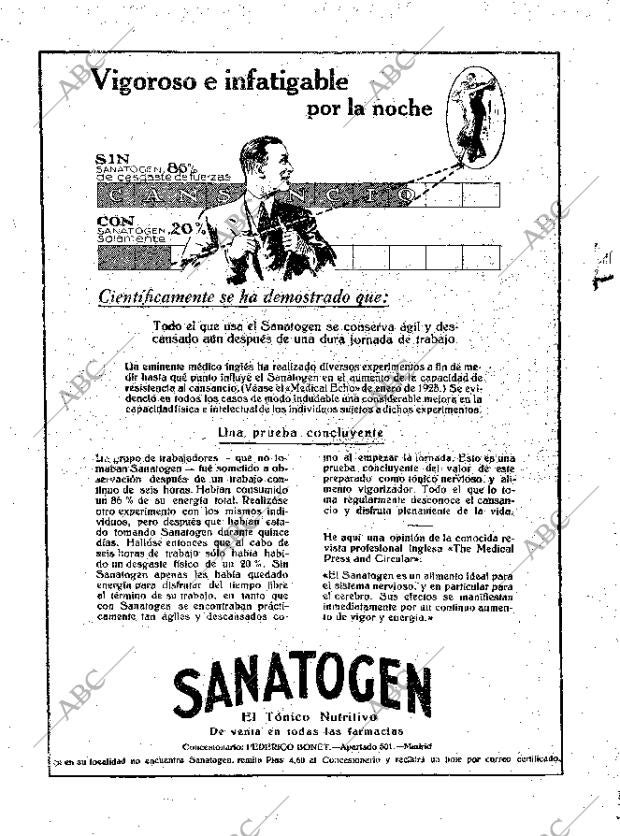 Vigoroso e infatigable
por la noche
SIN
SANATOGEN, 86%
de desgaste de fuerzas
CANSANCIO
CON
SANATOGEN, 20%
Solamente
Científicamente se ha demostrado que:
Todo el que usa el Sanatogen se conserva ágil y des-
cansado aún después de una dura jornada de trabajo.
Un eminente médico inglés ha realizado diversos experimentos a fin de me-
dir hasta qué punto influye el Sanatogen en el aumento de la capacidad de
resistencia al cansancio. (Véase el «Medical Echo» de enero de 1925.) Se evi-
denció en todos los casos de modo indudable una considerable mejora en la
capacidad física e intelectual de los individuos sujetos a dichos experimentos.
Una prueba concluyente
Un grupo de trabajadores - que no to-
maban Sanatogen — fué sometido a ob-
servación después de un trabajo con-
tinuo de seis horas. Habían consumido
un 86 % de su energía total. Realizóse
otro experimento con los mismos indi-
viduos, pero después que habían esta-
do tomando Sanatogen durante quince
días. Hallóse entonces que al cabo de
seis horas de trabajo sólo había habi-
do un desgaste físico de un 20 %. Sin
Sanatogen apenas les había quedado
energía para disfrutar del tiempo libre
al término de su trabajo, en tanto que
con Sanatogen se encontraban prácti-
camente tan ágiles y descansados co-
mo al empezar la jornada. Esto es una
prueba concluyente del valor de este
preparado como tónico nervioso y ali-
mento vigorizador. Todo el que lo to-
ma regularmente desconoce el cansan-
cio y disfruta plenamente de la vida.
He aquí una opinión de la conocida re-
vista profesional inglesa «The Medical
Press and Circular»:
«El Sanatogen es un alimento ideal para
el sistema nervioso, y en particular para
el cerebro. Sus efectos se manifiestan
inmediatamente por un continuo aumen-
to de vigor y energía.»
SANATOGEN
El Tónico Nutritivo
De venta en todas las farmacias
Concesionario: FEDERICO BONET.—Apartado 501.—Madrid
en su localidad no encuentra Sanatogen, remita Ptas 4,60 al Concesionario y recibirá un bote por correo certificado.